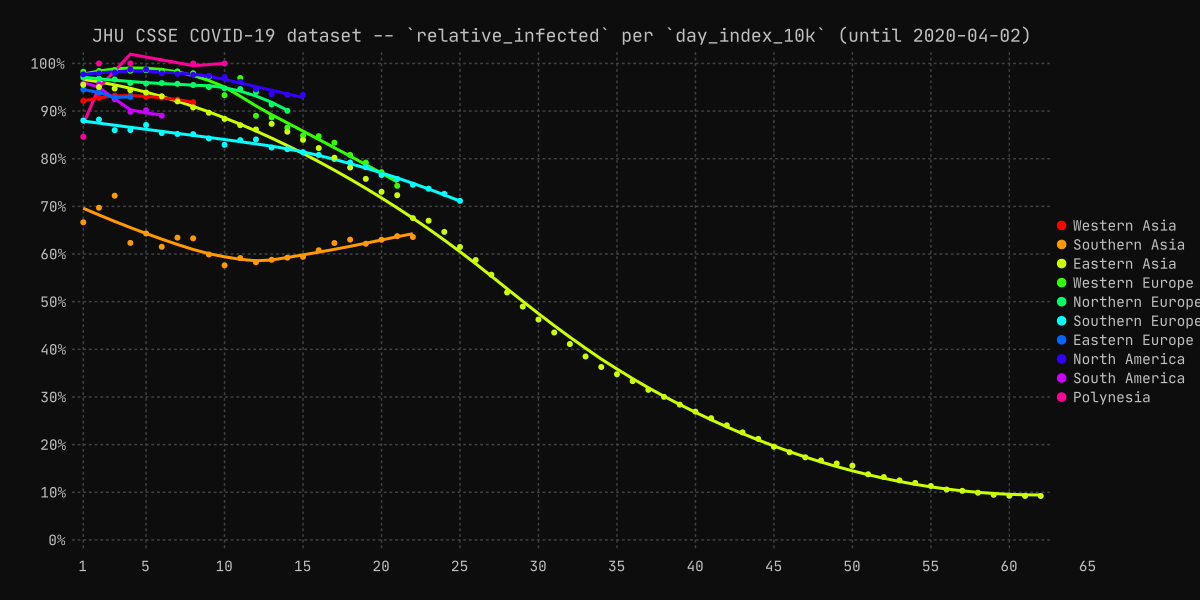 JHU CSSE COVID-19 dataset -- `relative_infected` per `day_index_10k` (until 2020-04-02)
100%
90%
80%
70%
60%
50%
40%
30%
20%
10%
0%
1 5 10 15 20 25 30 35 40 45 50 55 60 65
Western Asia
Southern Asia
Eastern Asia
Western Europe
Northern Europe
Southern Europe
Eastern Europe
North America
South America
Polynesia